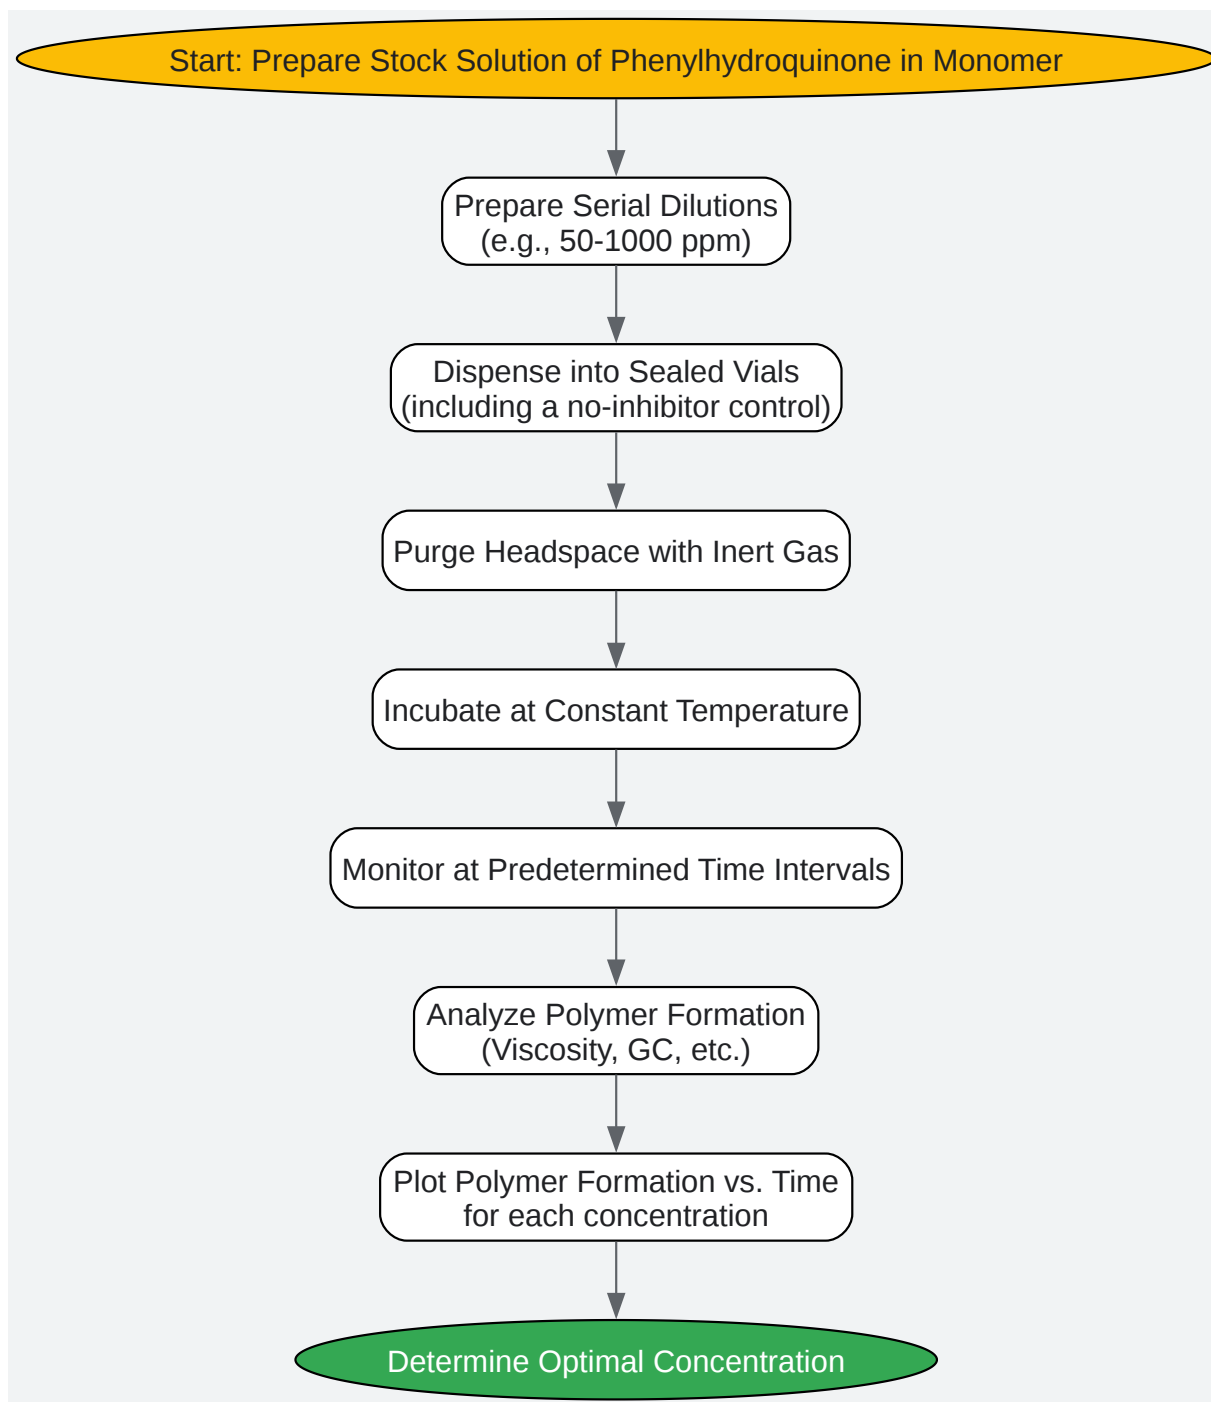 Start: Prepare Stock Solution of Phenylhydroquinone in Monomer
Prepare Serial Dilutions
(e.g., 50-1000 ppm)
Dispense into Sealed Vials
(including a no-inhibitor control)
Purge Headspace with Inert Gas
Incubate at Constant Temperature
Monitor at Predetermined Time Intervals
Analyze Polymer Formation
(Viscosity, GC, etc.)
Plot Polymer Formation vs. Time
for each concentration
Determine Optimal Concentration